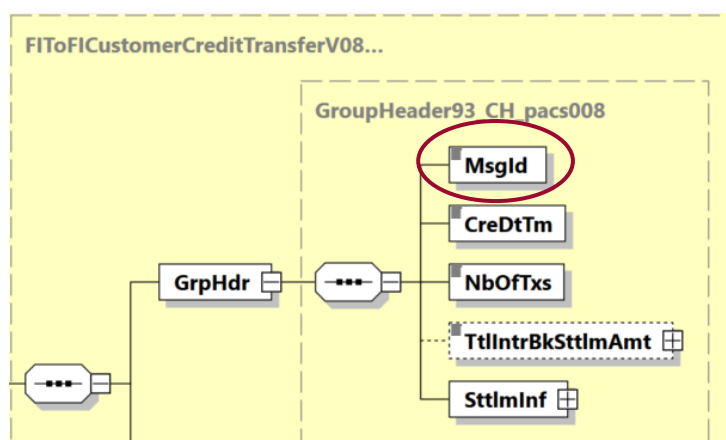 FIToFICustomerCreditTransferV08...
GroupHeader93_CH_pacs008
MsgId
CreDtTm
GrpHdr
NbOfTxs
TtlIntrBkSttlmAmt
SttlmInf